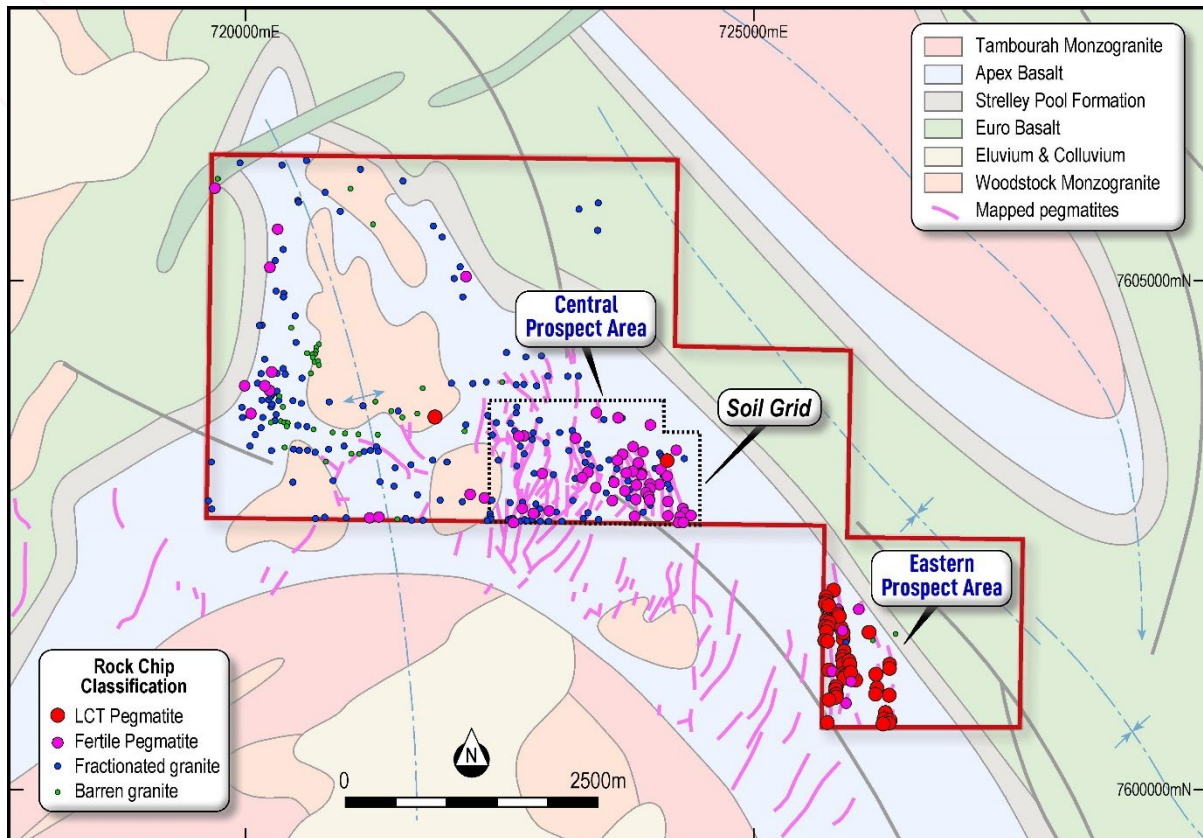 720000mE
725000mE
Tambourah Monzogranite
Apex Basalt
Strelley Pool Formation
Euro Basalt
Eluvium & Colluvium
Woodstock Monzogranite
Mapped pegmatites
7605000mN
Central
Prospect Area
Soil Grid
Eastern
Prospect Area
Rock Chip
Classification
LCT Pegmatite
Fertile Pegmatite
Fractionated granite
Barren granite
N
0
2500m
7600000mN